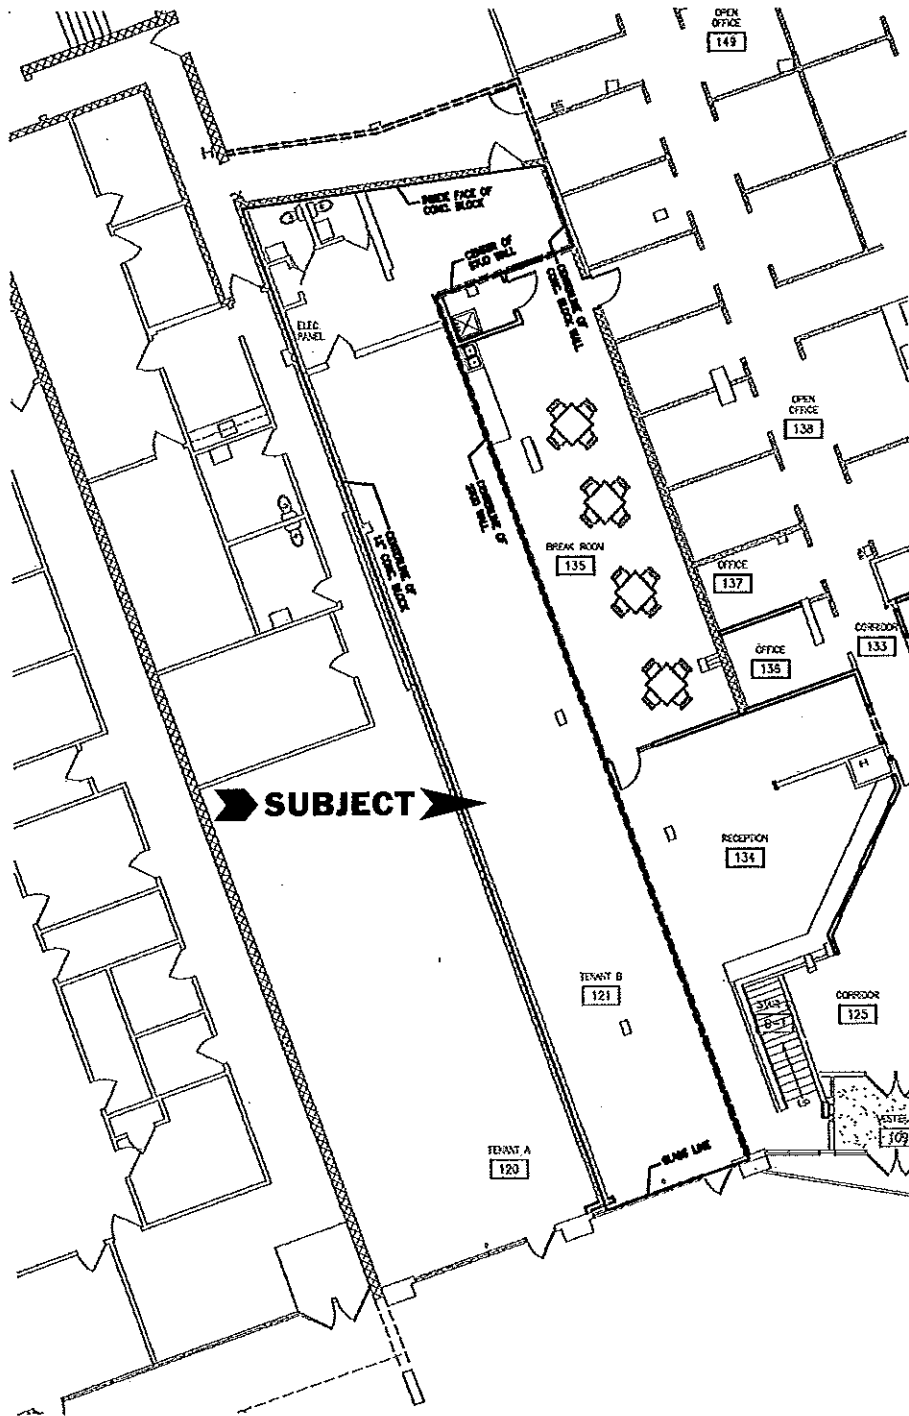 OPEN
OFFICE
149
INSIDE FACE OF
CONC. BLOCK
CENTER OF
STUD WALL
CENTERLINE OF
CONC. BLOCK WALL
ELEC.
PANEL
OPEN
OFFICE
138
CENTERLINE OF
STUD WALL
CENTERLINE OF
12" CONC. BLOCK
BREAK ROOM
135
OFFICE
137
OFFICE
136
CORRIDOR
133
H
SUBJECT
RECEPTION
134
TENANT B
121
CORRIDOR
125
109
TENANT A
120
GLASS LINE